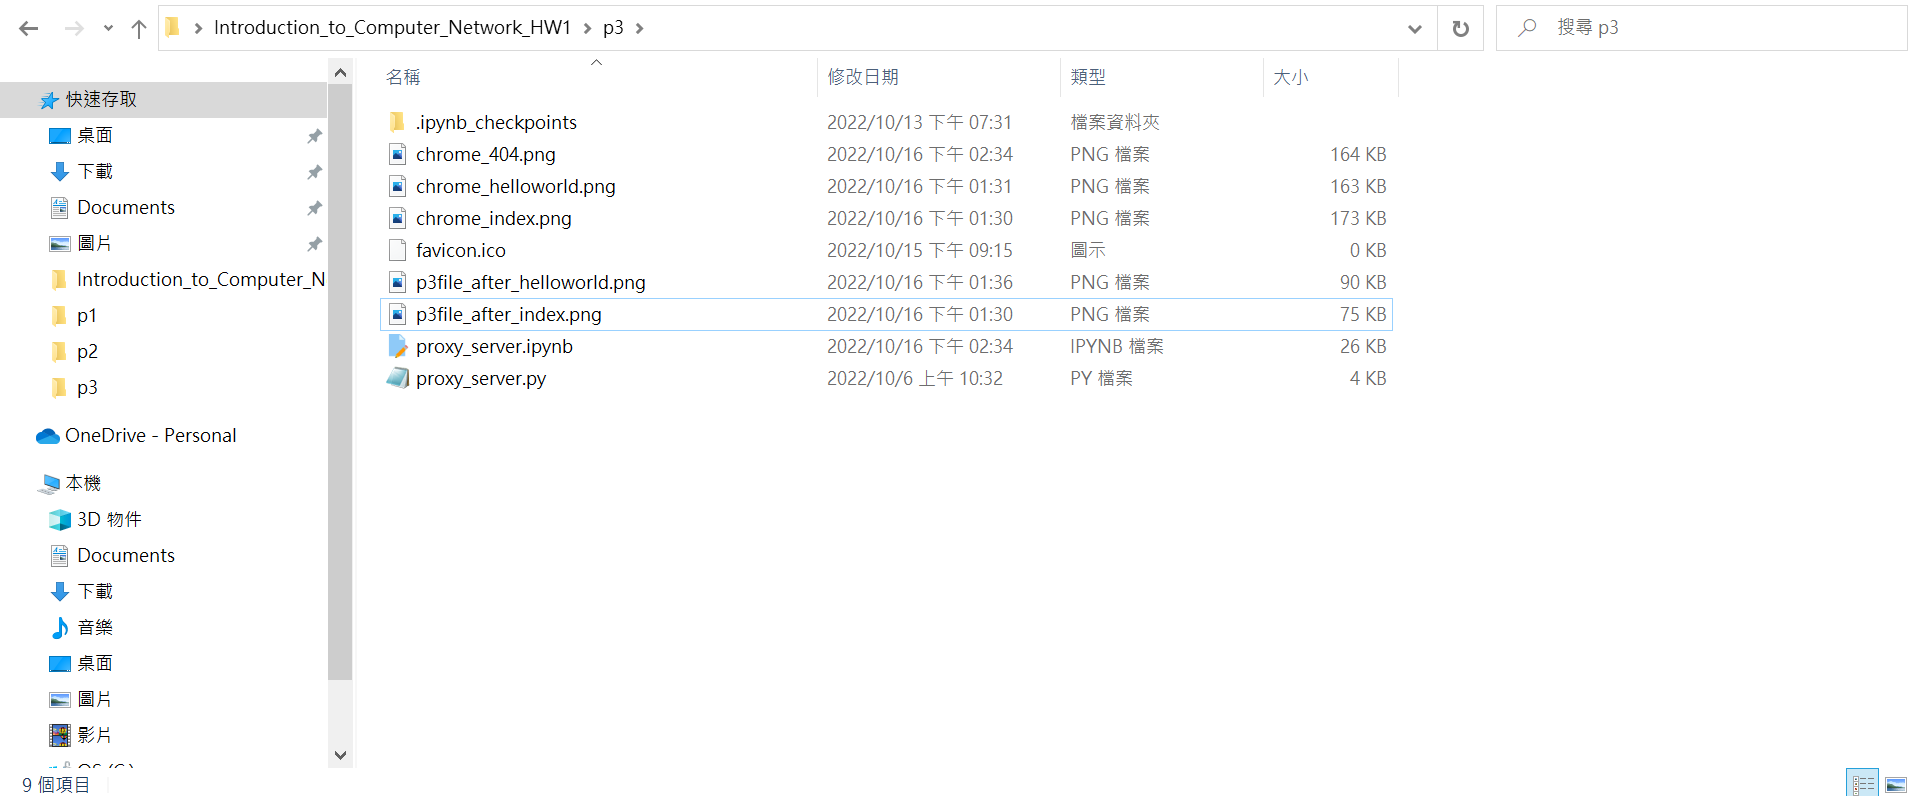 Introduction_to_Computer_Network_HW1 p3 搜尋 p3
名稱 修改日期 類型 大小
快速存取
桌面
下載
Documents
圖片
Introduction_to_Computer_N
p1
p2
p3
OneDrive - Personal
本機
3D 物件
Documents
下載
音樂
桌面
圖片
影片
.ipynb_checkpoints 2022/10/13 下午 07:31 檔案資料夾
chrome_404.png 2022/10/16 下午 02:34 PNG 檔案 164 KB
chrome_helloworld.png 2022/10/16 下午 01:31 PNG 檔案 163 KB
chrome_index.png 2022/10/16 下午 01:30 PNG 檔案 173 KB
favicon.ico 2022/10/15 下午 09:15 圖示 0 KB
p3file_after_helloworld.png 2022/10/16 下午 01:36 PNG 檔案 90 KB
p3file_after_index.png 2022/10/16 下午 01:30 PNG 檔案 75 KB
proxy_server.ipynb 2022/10/16 下午 02:34 IPYNB 檔案 26 KB
proxy_server.py 2022/10/6 上午 10:32 PY 檔案 4 KB
9 個項目